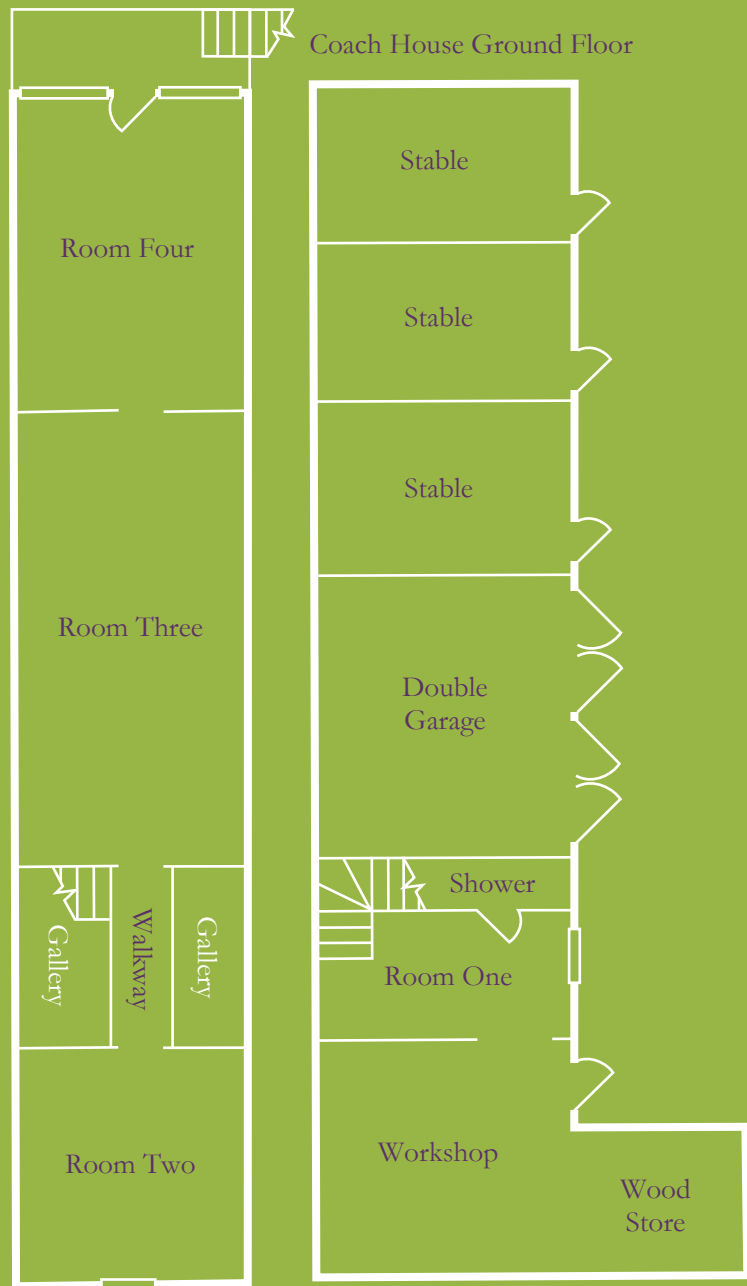 Coach House Ground Floor
Room Four
Room Three
Gallery
Walkway
Gallery
Room Two
Stable
Stable
Stable
Double
Garage
Shower
Room One
Workshop
Wood
Store